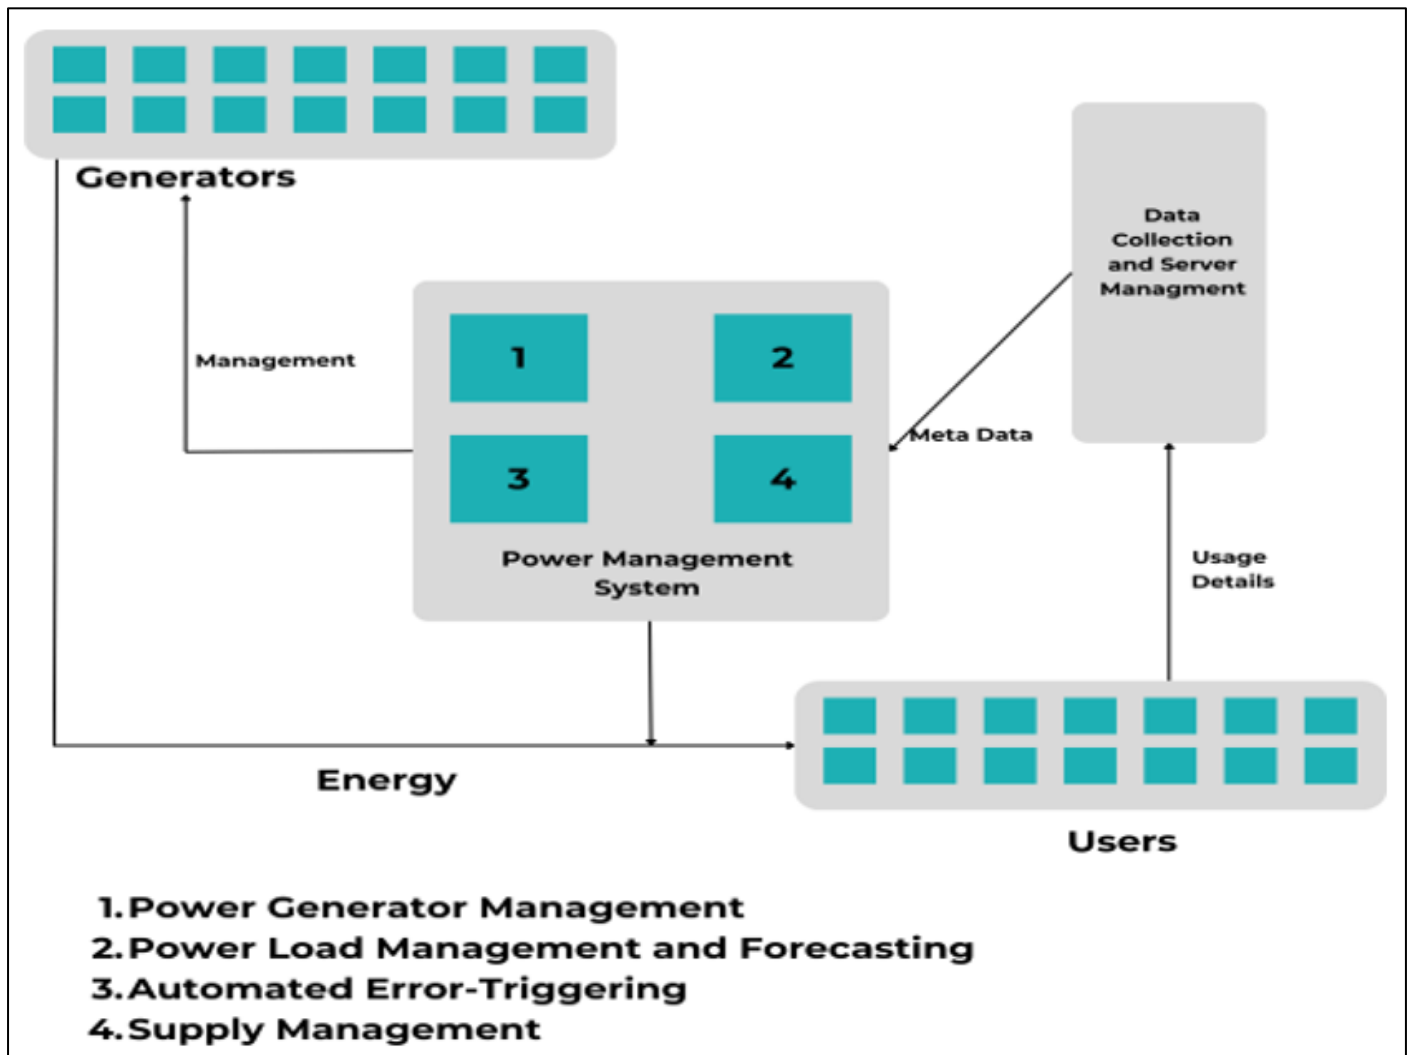 Generators
Data
Collection
and Server
Managment
1
2
Management
Meta Data
3
4
Power Management
System
Usage
Details
Energy
Users
1.Power Generator Management
2.Power Load Management and Forecasting
3.Automated Error-Triggering
4.Supply Management